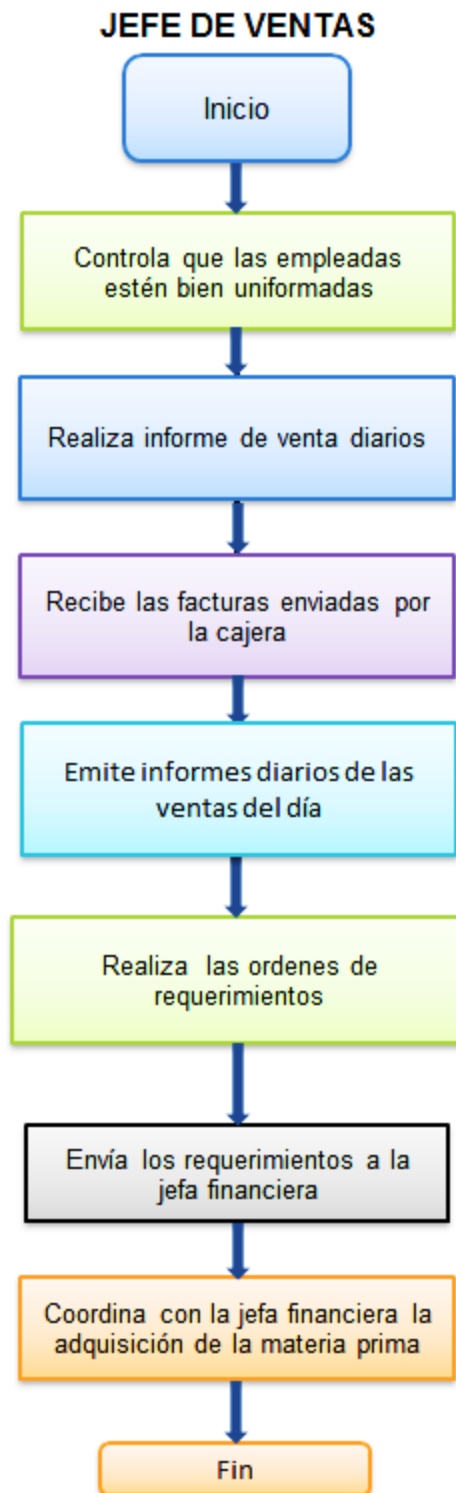 JEFE DE VENTAS
Inicio
Controla que las empleadas
estén bien uniformadas
Realiza informe de venta diarios
Recibe las facturas enviadas por
la cajera
Emite informes diarios de las
ventas del día
Realiza las ordenes de
requerimientos
Envía los requerimientos a la
jefa financiera
Coordina con la jefa financiera la
adquisición de la materia prima
Fin